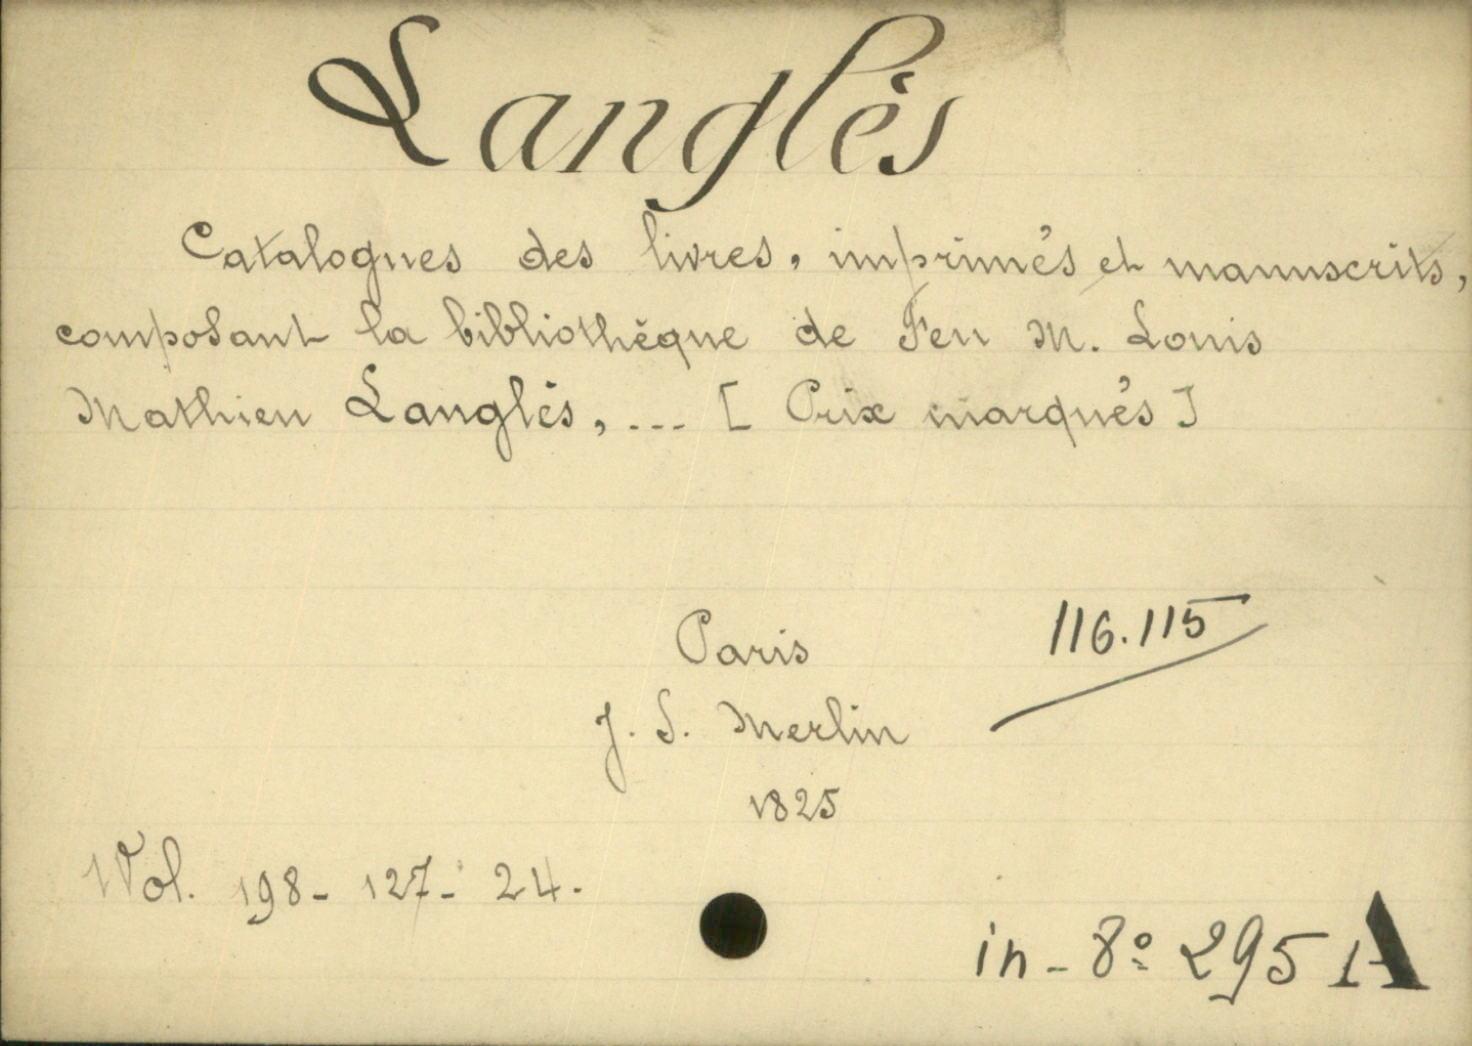 Langlès
Catalogues des livres, imprimés et manuscrits,
composant la bibliothèque de Feu M. Louis
Mathieu Langlès, ... [ Prix marqués ]
Paris
116.115
J. S. Merlin
1825
1 Vol. 198- 127- 24.
in-8º 295 A